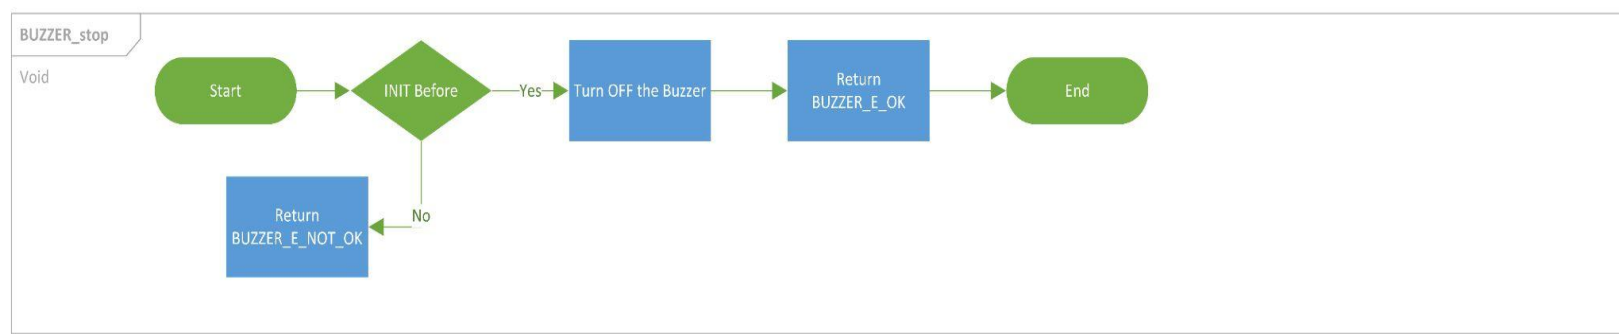 BUZZER_stop
Void
Start
INIT Before
Yes
Turn OFF the Buzzer
Return
BUZZER_E_OK
End
No
Return
BUZZER_E_NOT_OK